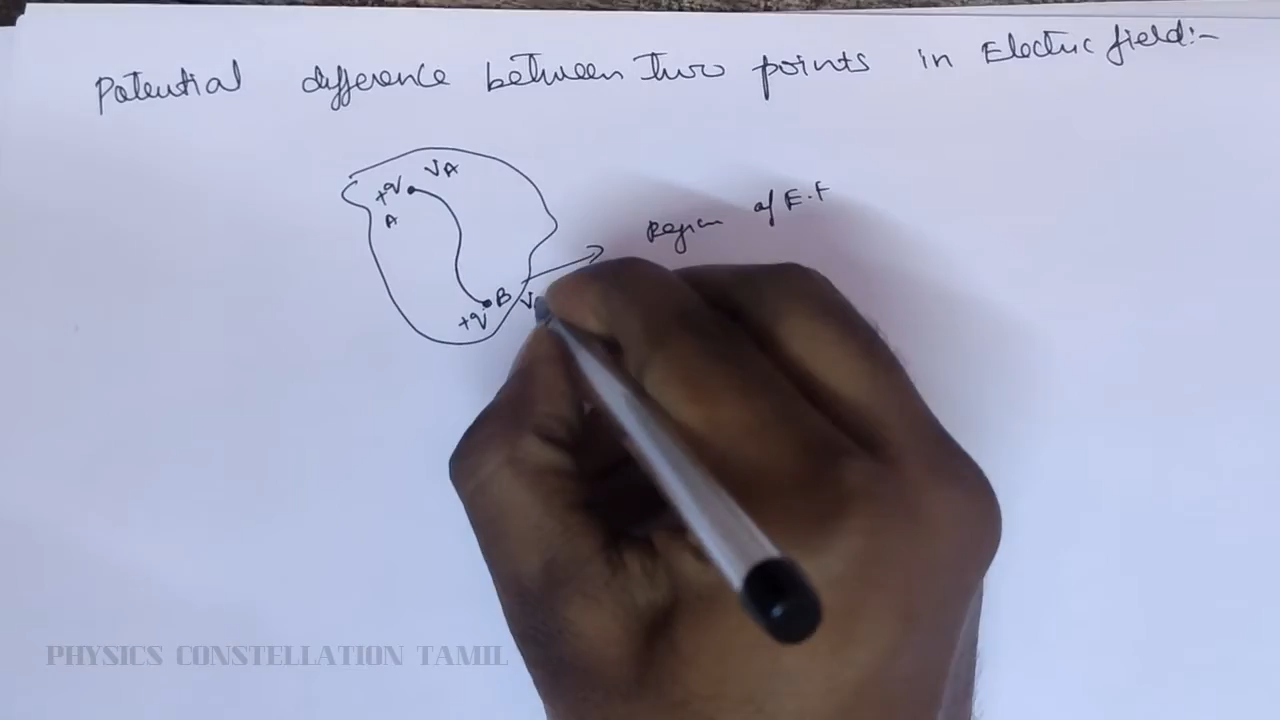 Potential difference between two points in Electric field:-
VA
+q
A
Region of E.F
B V
+q
PHYSICS CONSTELLATION TAMIL